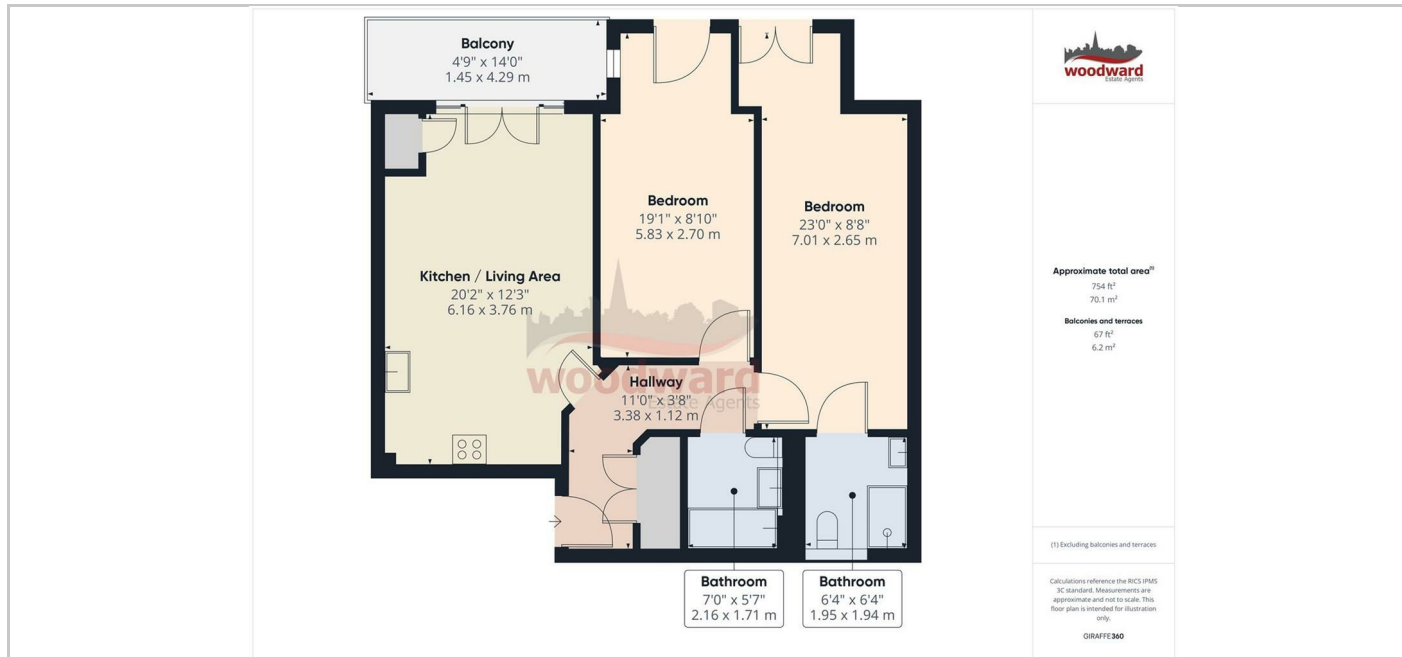 Balcony
4'9" x 14'0"
1.45 x 4.29 m
Bedroom
19'1" x 8'10"
5.83 x 2.70 m
Bedroom
23'0" x 8'8"
7.01 x 2.65 m
Kitchen / Living Area
20'2" x 12'3"
6.16 x 3.76 m
woodward
Estate Agents
Hallway
11'0" x 3'8"
3.38 x 1.12 m
Bathroom
7'0" x 5'7"
2.16 x 1.71 m
Bathroom
6'4" x 6'4"
1.95 x 1.94 m
woodward
Estate Agents
Approximate total area(1)
754 ft²
70.1 m²
Balconies and terraces
67 ft²
6.2 m²
(1) Excluding balconies and terraces
Calculations reference the RICS IPMS
3C standard. Measurements are
approximate and not to scale. This
floor plan is intended for illustration
only.
GIRAFFE360